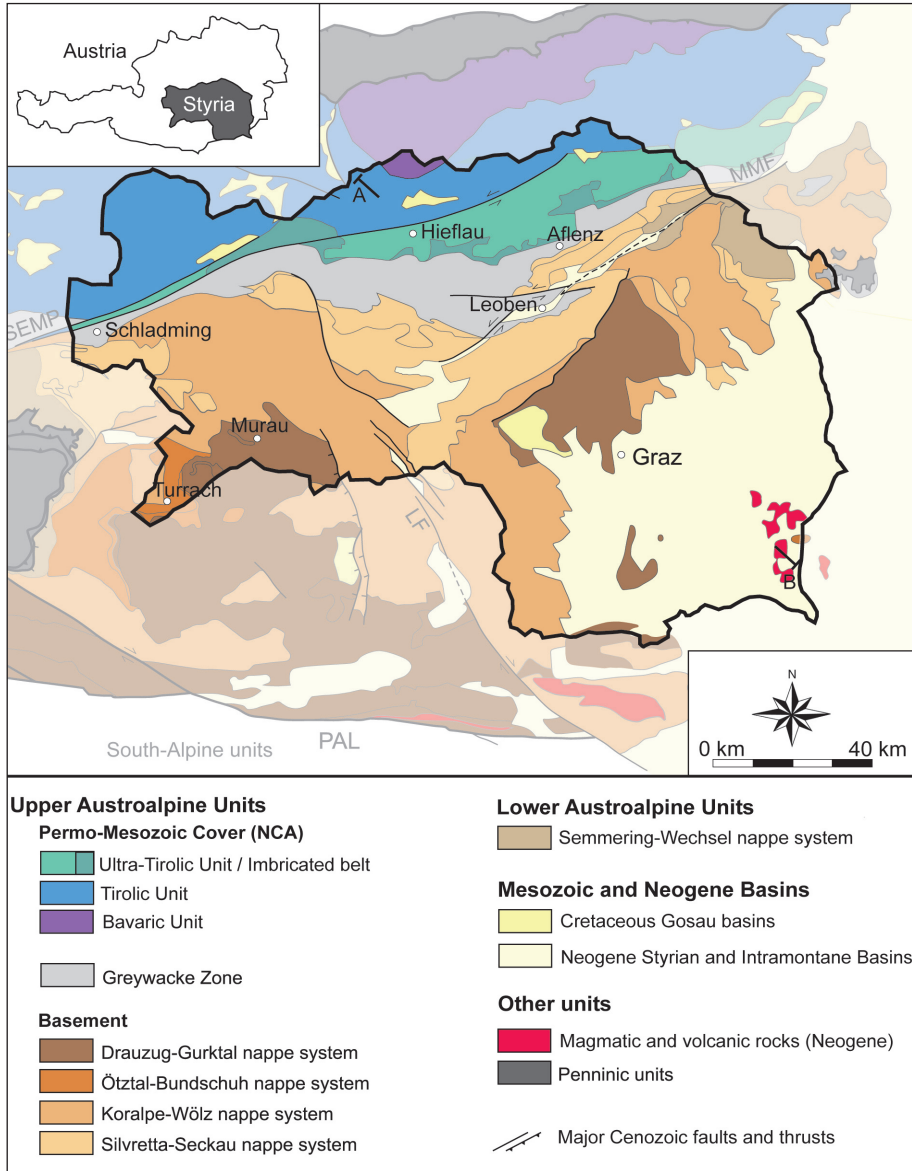 Austria
Styria
A
MMF
Hieflau
Aflenz
Leoben
SEMP
Schladming
Murau
Graz
Turrach
LF
B
N
South-Alpine units
PAL
0 km
40 km
Upper Austroalpine Units
Permo-Mesozoic Cover (NCA)
Ultra-Tirolic Unit / Imbricated belt
Tirolic Unit
Bavaric Unit
Greywacke Zone
Basement
Drauzug-Gurktal nappe system
Ötztal-Bundschuh nappe system
Koralpe-Wölz nappe system
Silvretta-Seckau nappe system
Lower Austroalpine Units
Semmering-Wechsel nappe system
Mesozoic and Neogene Basins
Cretaceous Gosau basins
Neogene Styrian and Intramontane Basins
Other units
Magmatic and volcanic rocks (Neogene)
Penninic units
Major Cenozoic faults and thrusts